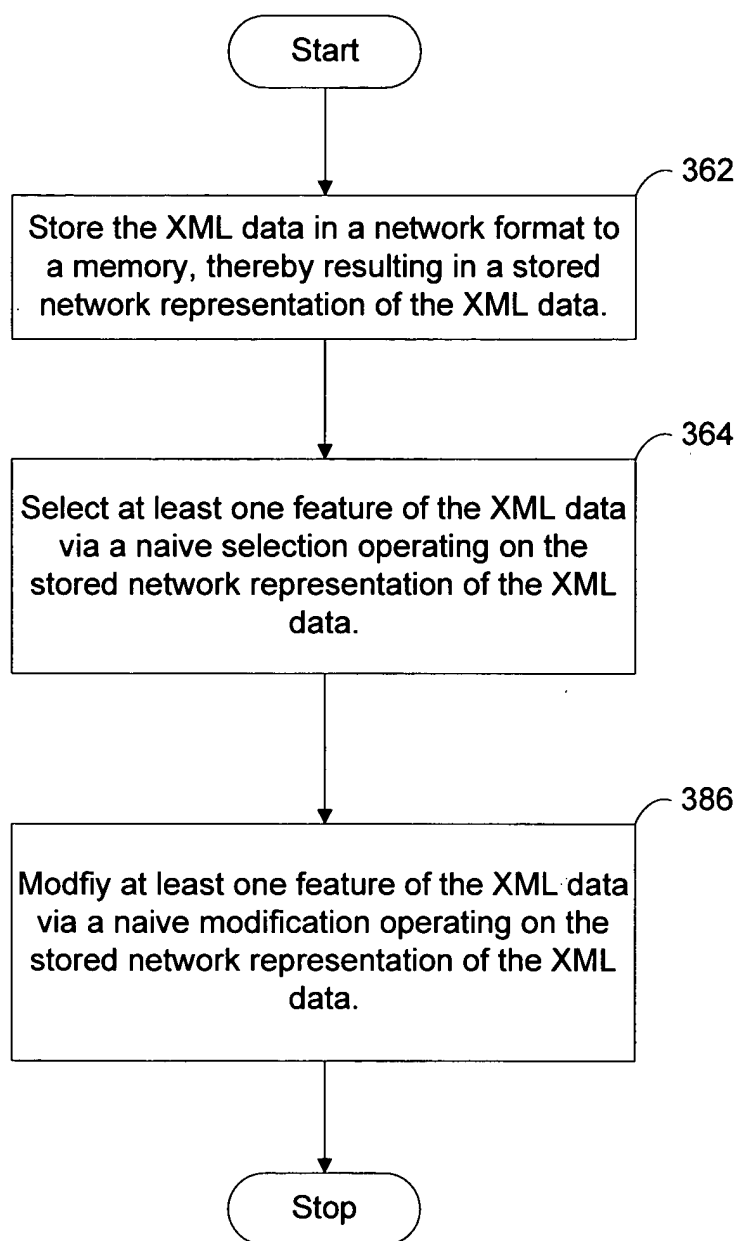 Start
362
Store the XML data in a network format to
a memory, thereby resulting in a stored
network representation of the XML data.
364
Select at least one feature of the XML data
via a naive selection operating on the
stored network representation of the XML
data.
386
Modfiy at least one feature of the XML data
via a naive modification operating on the
stored network representation of the XML
data.
Stop